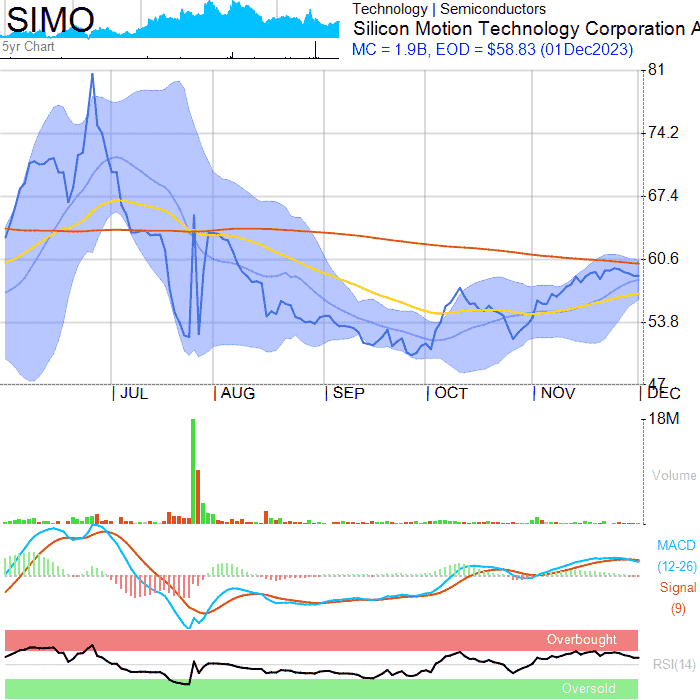 SIMO
5yr Chart
Technology | Semiconductors
Silicon Motion Technology Corporation A
MC = 1.9B, EOD = $58.83 (01Dec2023)
81
74.2
67.4
60.6
53.8
47
JUL AUG SEP OCT NOV DEC
18M
Volume
MACD
(12-26)
Signal
(9)
Overbought
RSI(14)
Oversold